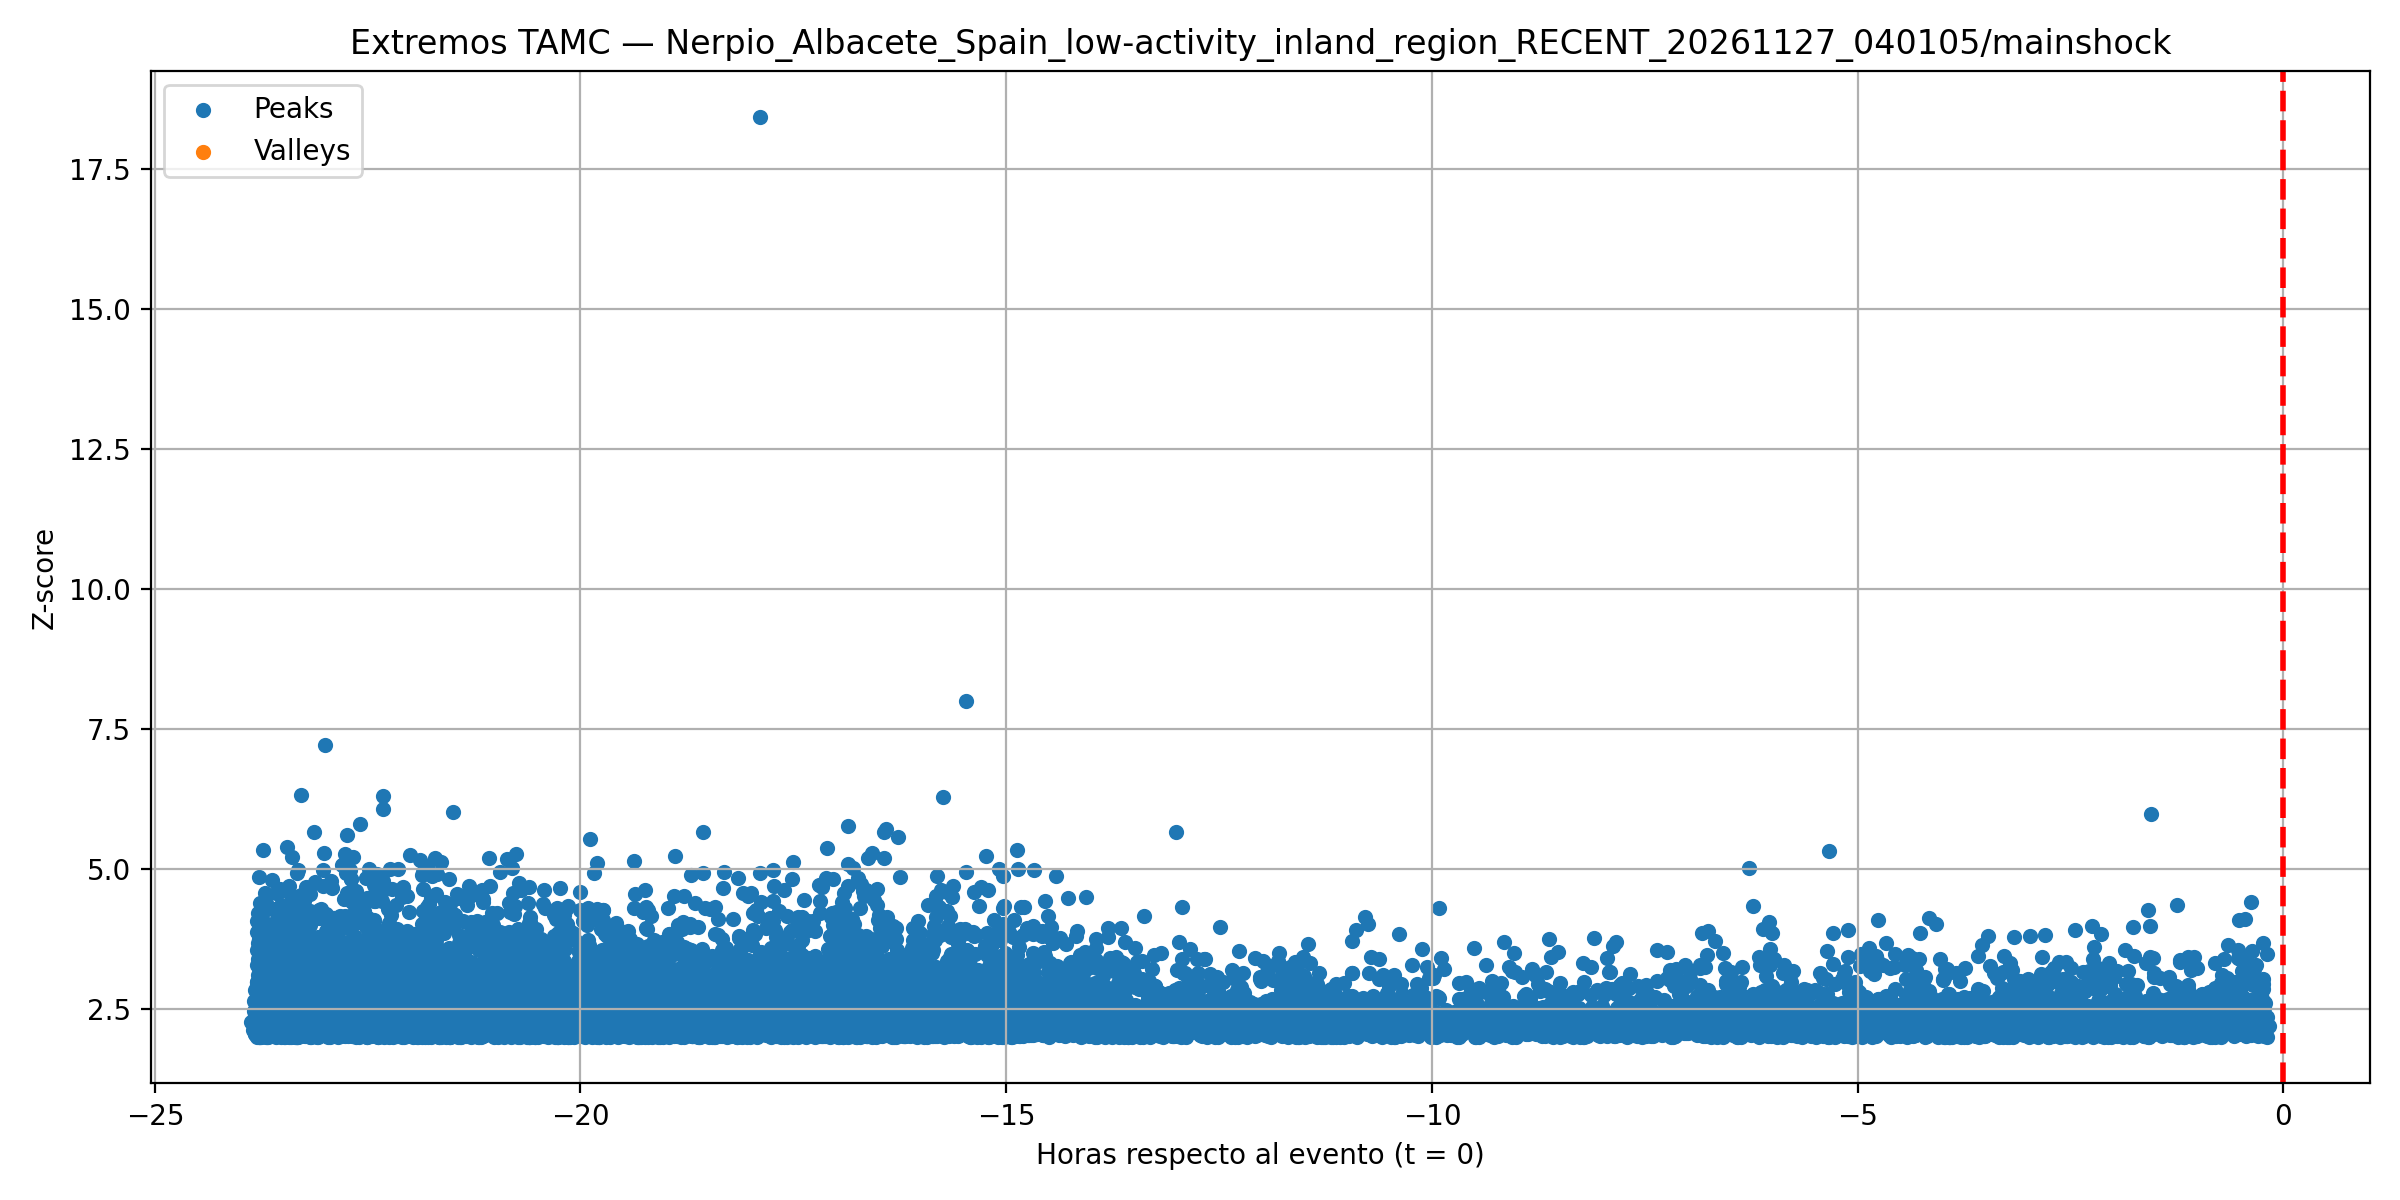 Extremos TAMC — Nerpio_Albacete_Spain_low-activity_inland_region_RECENT_20261127_040105/mainshock
Peaks
Valleys
17.5
15.0
12.5
10.0
7.5
5.0
2.5
Z-score
−25
−20
−15
−10
−5
0
Horas respecto al evento (t = 0)